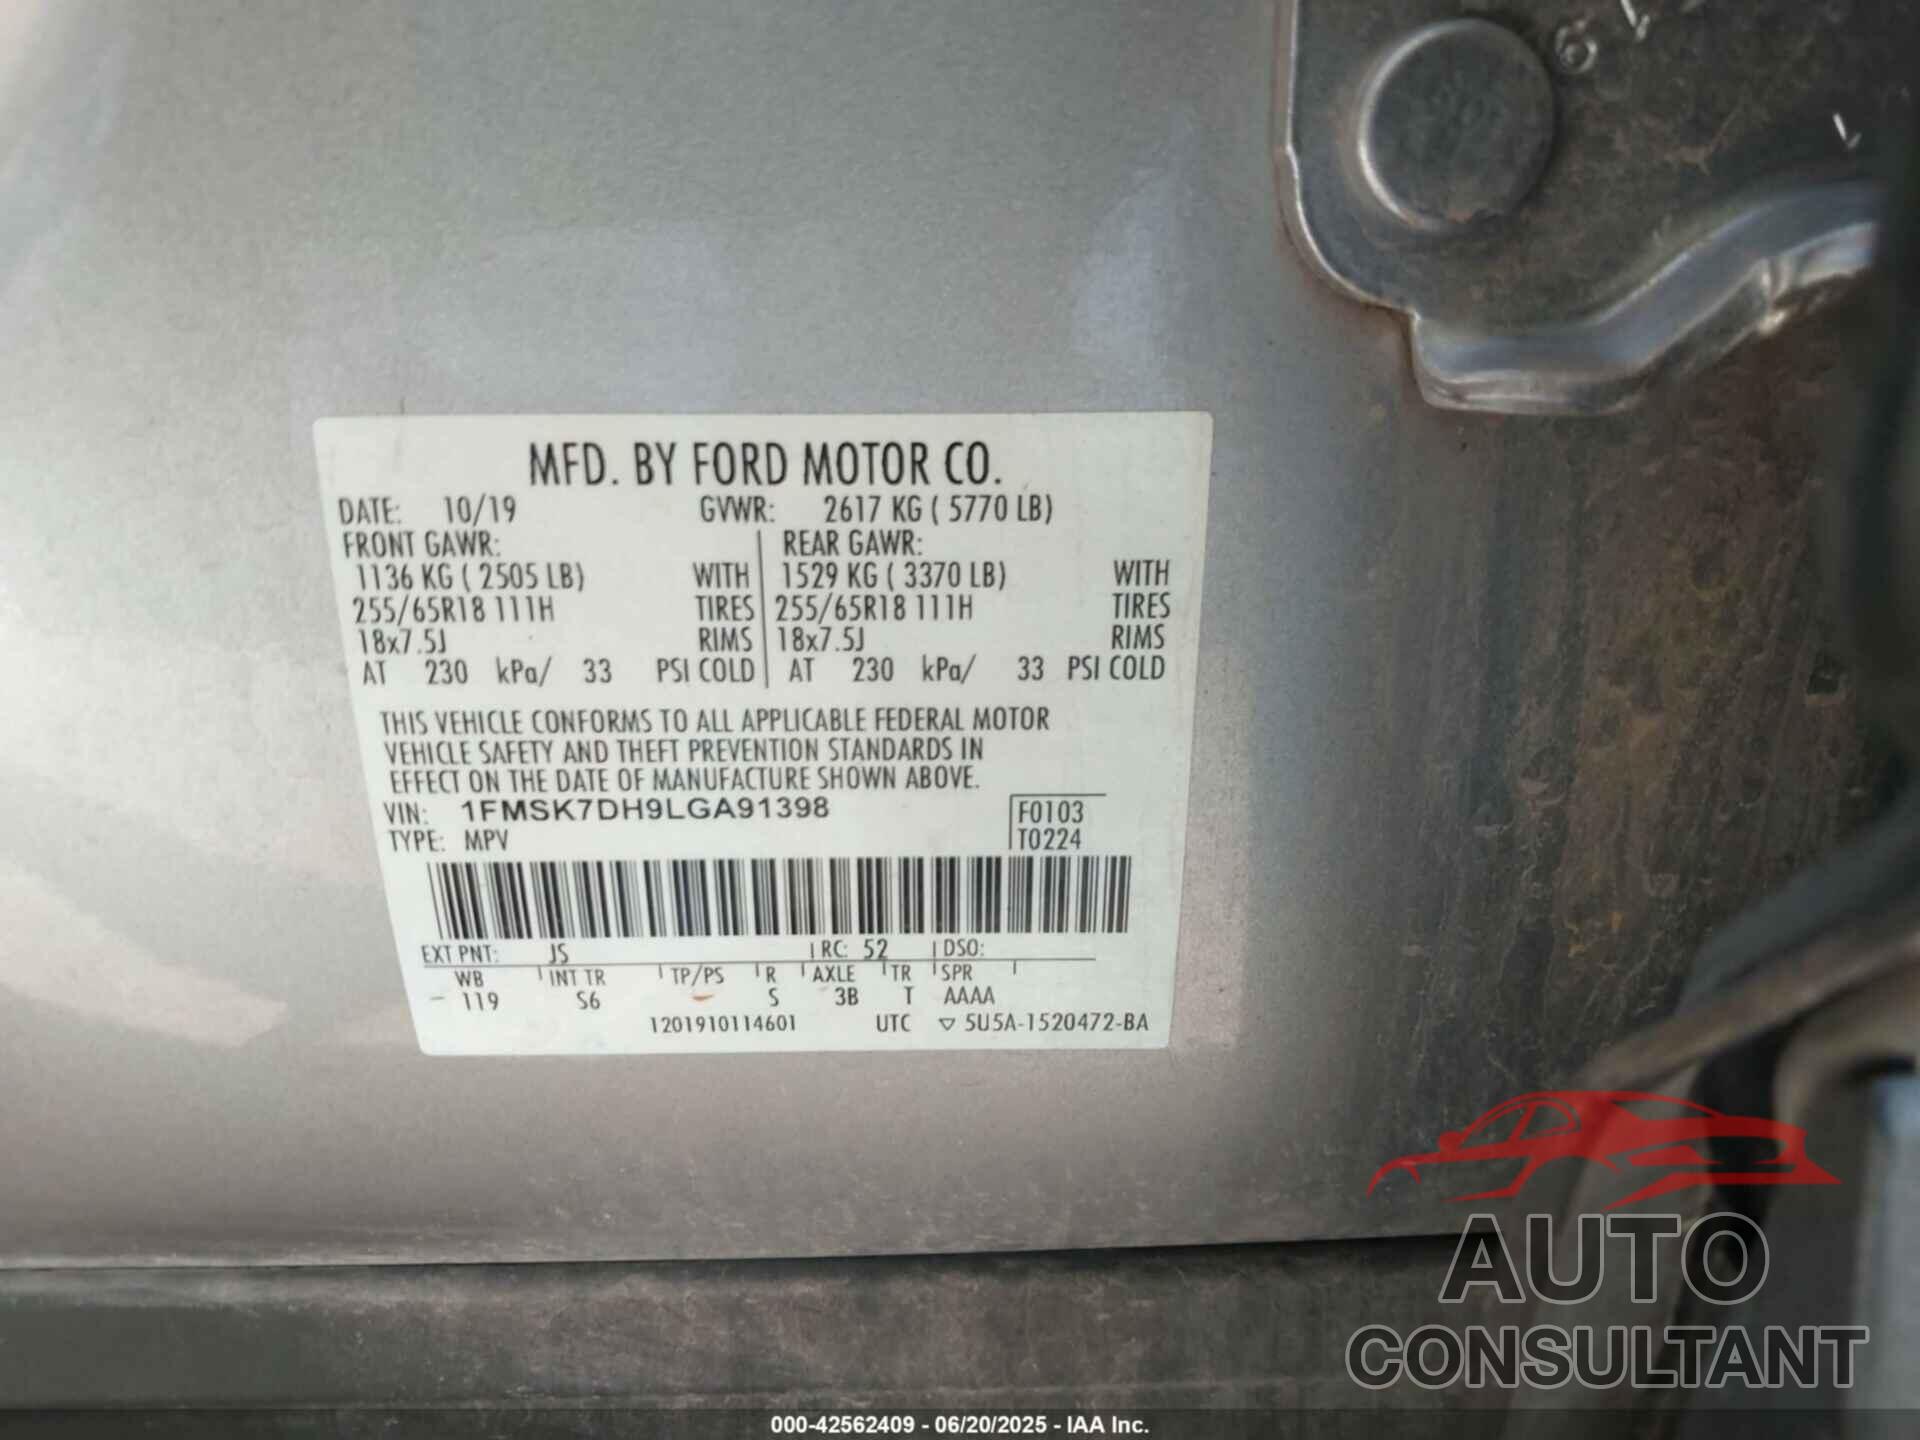 MFD. BY FORD MOTOR CO.
DATE: 10/19 GVWR: 2617 KG ( 5770 LB)
FRONT GAWR: REAR GAWR:
1136 KG ( 2505 LB) WITH 1529 KG ( 3370 LB) WITH
255/65R18 111H TIRES 255/65R18 111H TIRES
18x7.5J RIMS 18x7.5J RIMS
AT 230 kPa/ 33 PSI COLD AT 230 kPa/ 33 PSI COLD
THIS VEHICLE CONFORMS TO ALL APPLICABLE FEDERAL MOTOR
VEHICLE SAFETY AND THEFT PREVENTION STANDARDS IN
EFFECT ON THE DATE OF MANUFACTURE SHOWN ABOVE.
VIN: 1FMSK7DH9LGA91398 F0103
TYPE: MPV T0224
EXT PNT: JS RC: 52 DSO:
WB INT TR TP/PS R AXLE TR SPR
119 S6 S 3B T AAAA
1201910114601 UTC ▽ 5U5A-1520472-BA
AUTO
CONSULTANT
000-42562409 - 06/20/2025 - IAA Inc.